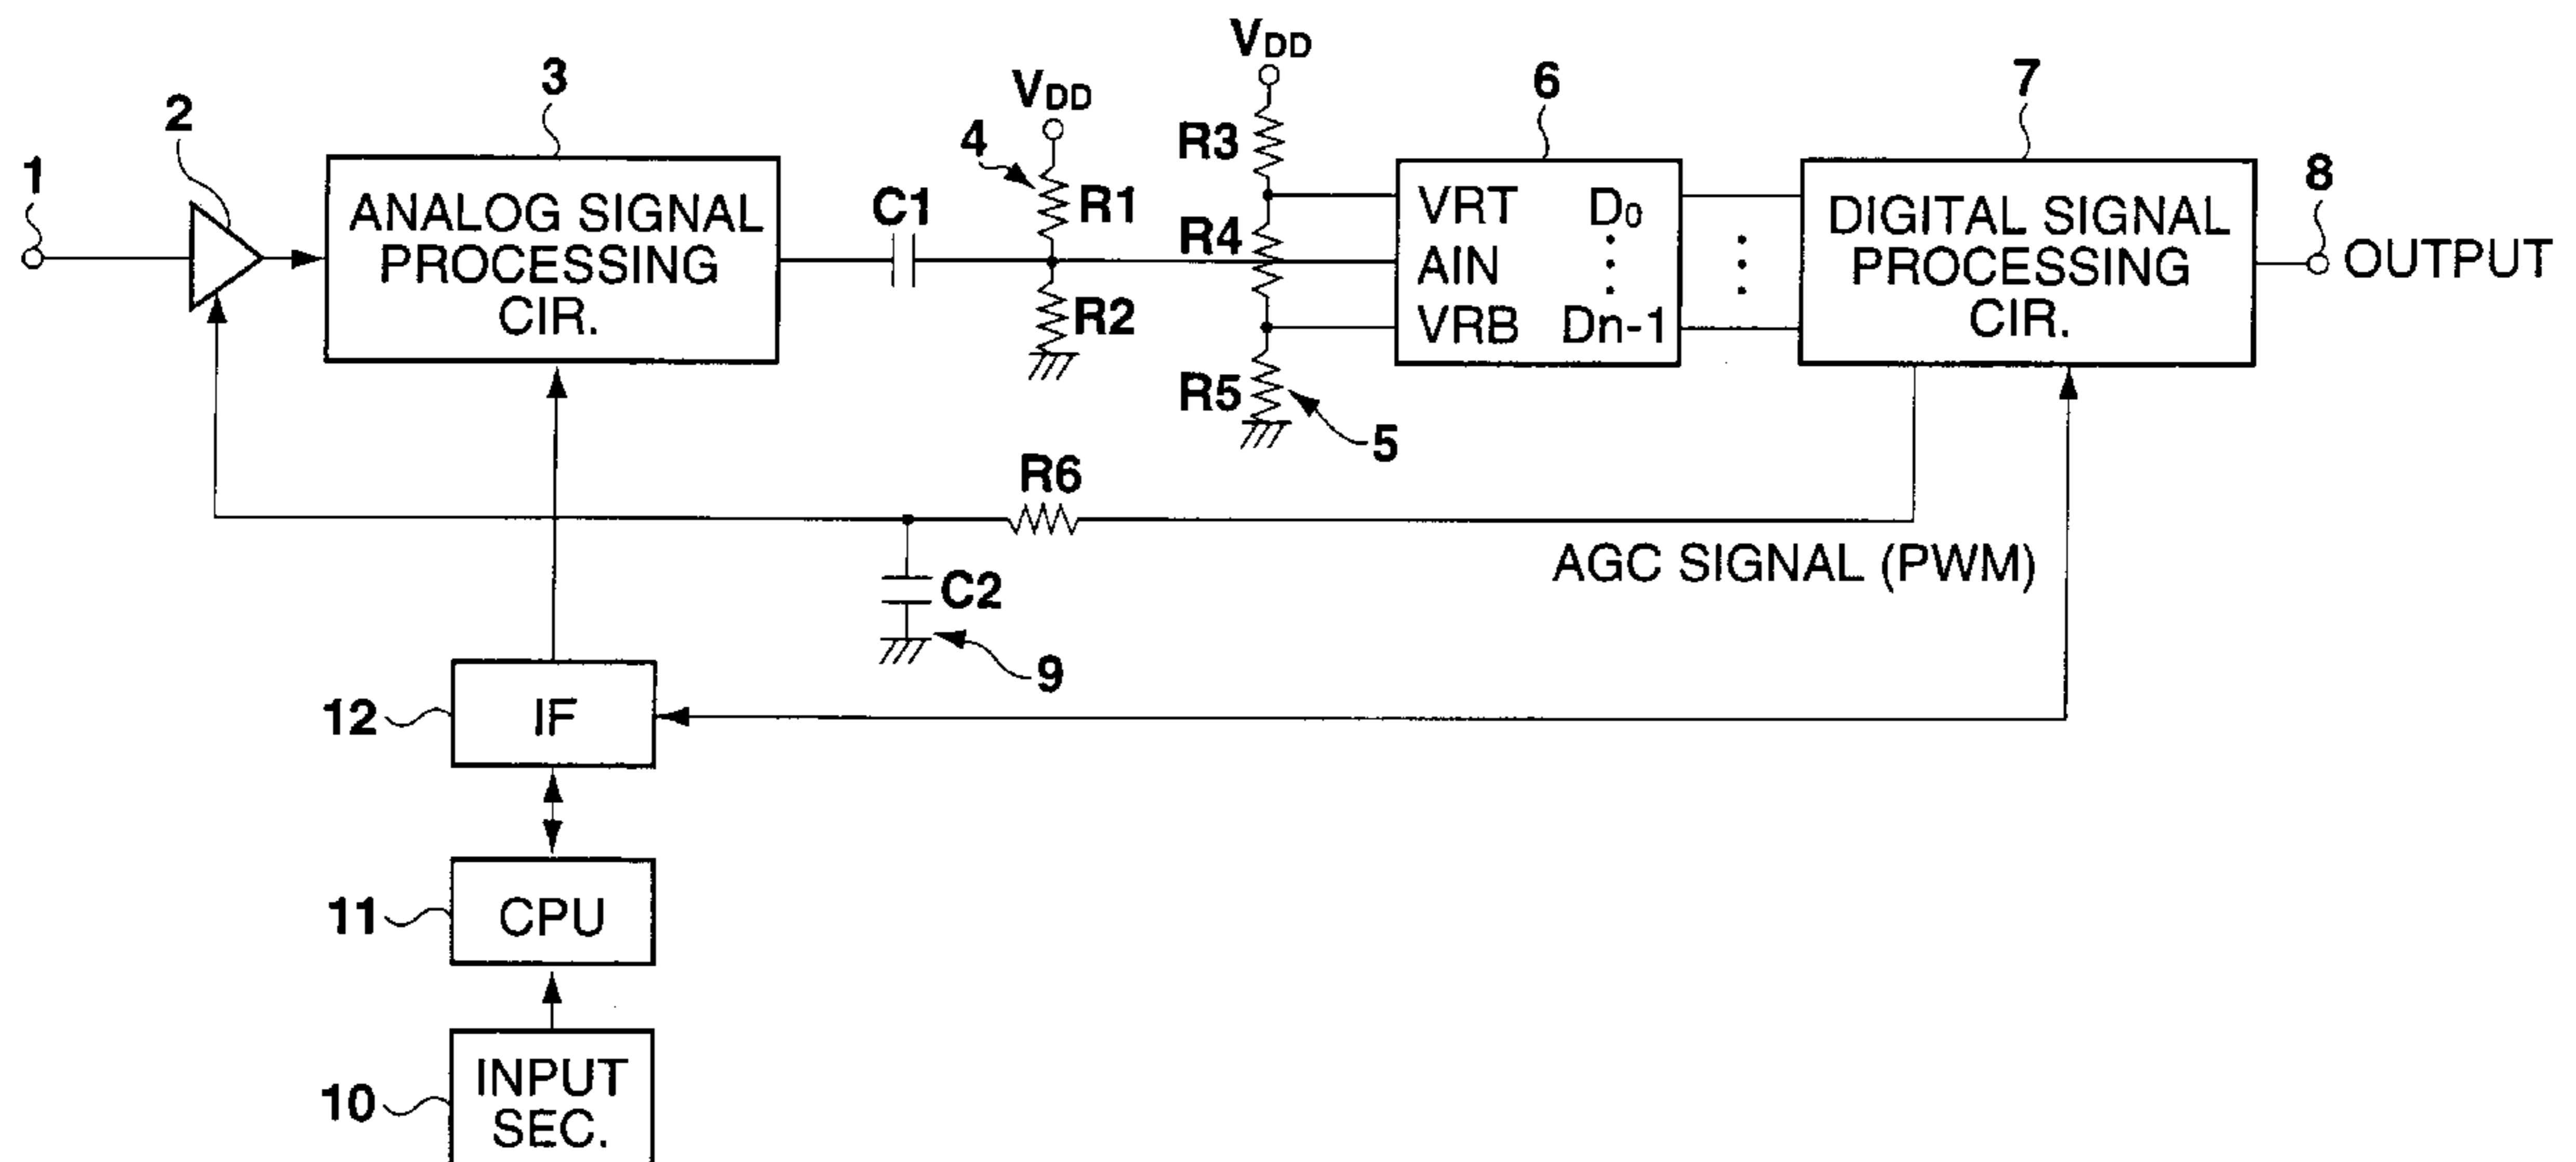 1
2
3
ANALOG SIGNAL
PROCESSING
CIR.
C1
4
VDD
R1
R2
VDD
R3
R4
R5
5
6
VRT
AIN
VRB
D0
Dn-1
7
DIGITAL SIGNAL
PROCESSING
CIR.
8
OUTPUT
R6
AGC SIGNAL (PWM)
C2
9
12
IF
11
CPU
10
INPUT
SEC.